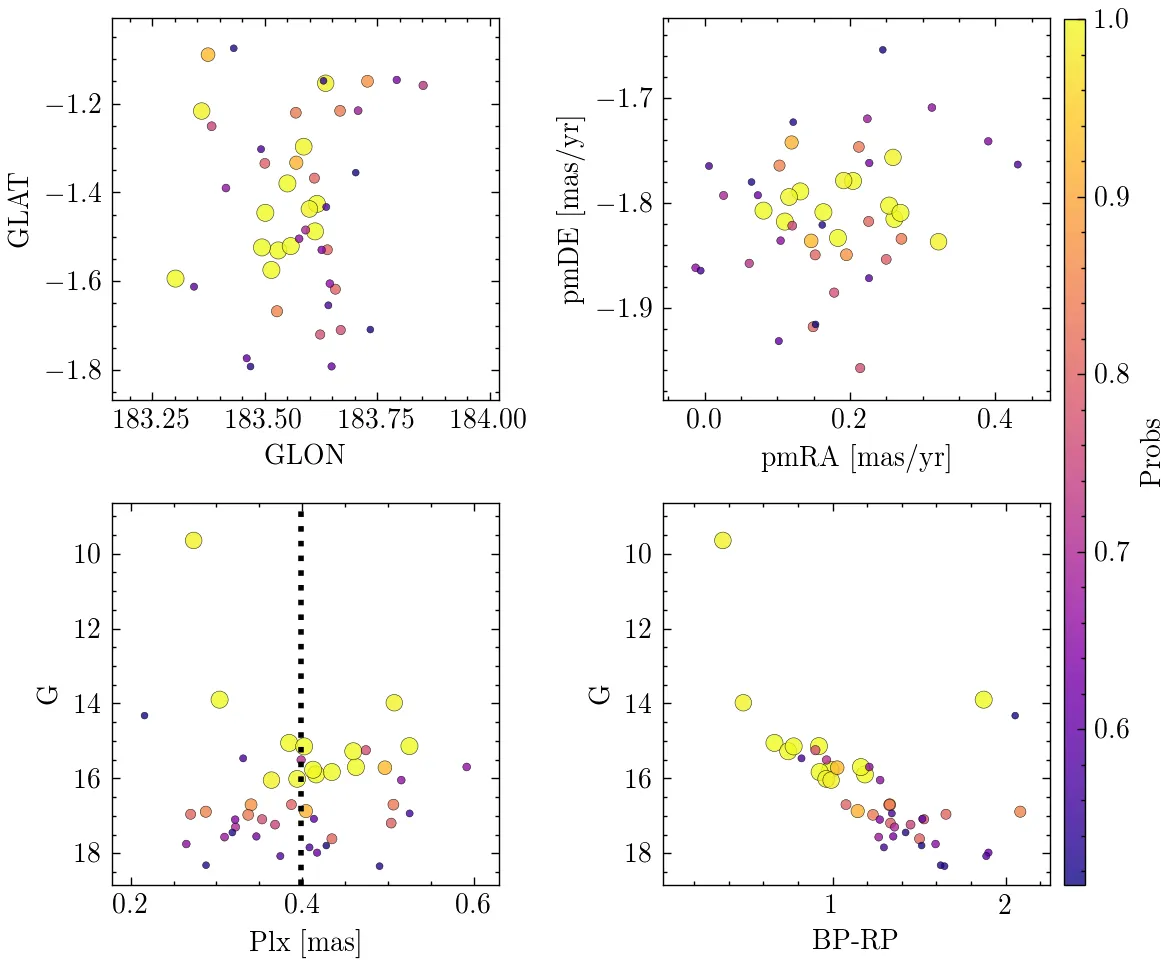 −1.2
−1.4
−1.6
−1.8
GLAT
183.25 183.50 183.75 184.00
GLON
−1.7
−1.8
−1.9
pmDE [mas/yr]
0.0 0.2 0.4
pmRA [mas/yr]
10
12
14
16
18
G
0.2 0.4 0.6
Plx [mas]
10
12
14
16
18
G
1 2
BP-RP
1.0
0.9
0.8
0.7
0.6
Probs